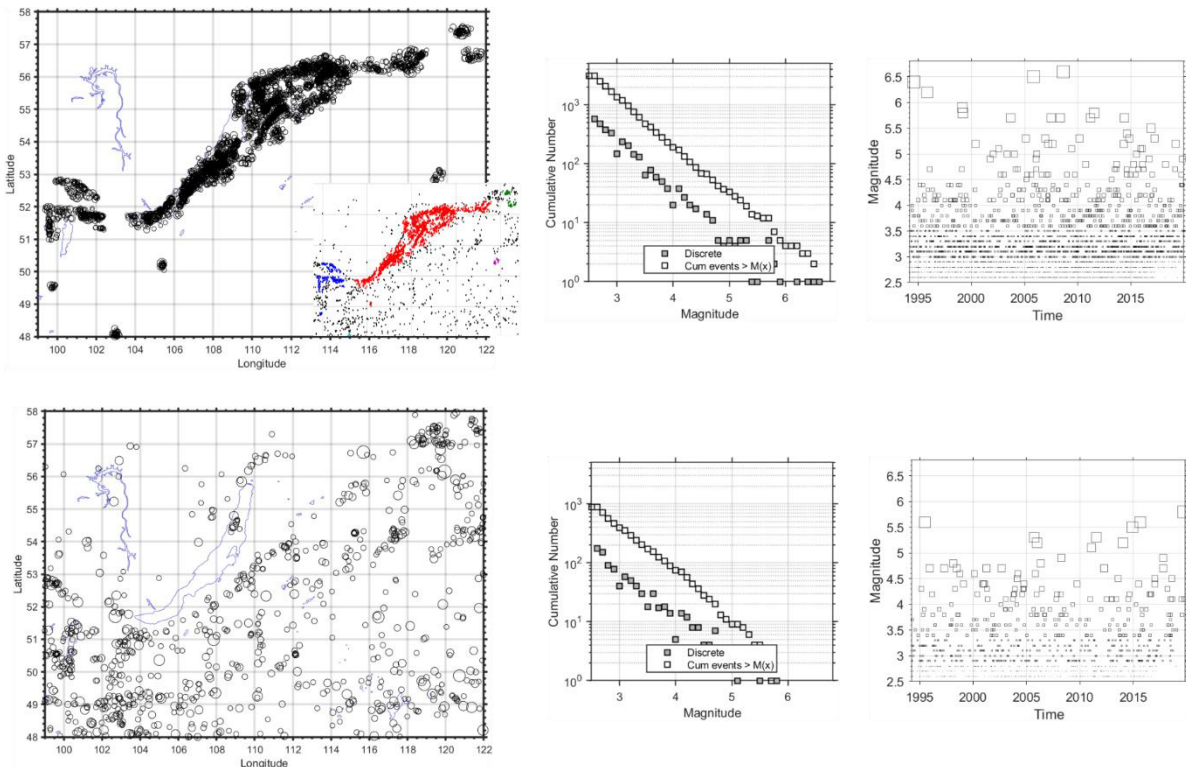 58
57
56
55
54
53
52
51
50
49
48
Latitude
100 102 104 106 108 110 112 114 116 118 120 122
Longitude
10³
10²
10¹
10⁰
Cumulative Number
Discrete
Cum events > M(x)
3 4 5 6
Magnitude
6.5
6
5.5
5
4.5
4
3.5
3
2.5
Magnitude
1995 2000 2005 2010 2015
Time
58
57
56
55
54
53
52
51
50
49
48
Latitude
100 102 104 106 108 110 112 114 116 118 120 122
Longitude
10³
10²
10¹
10⁰
Cumulative Number
Discrete
Cum events > M(x)
3 4 5 6
Magnitude
6.5
6
5.5
5
4.5
4
3.5
3
2.5
Magnitude
1995 2000 2005 2010 2015
Time